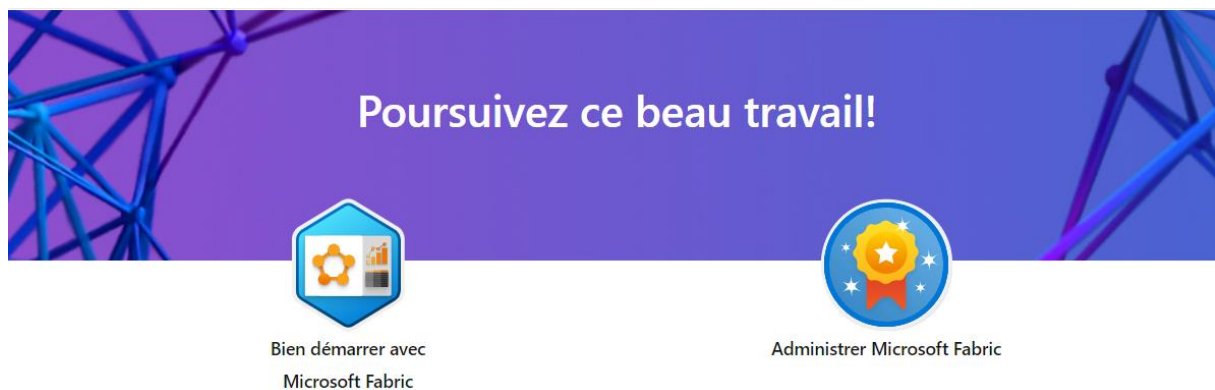 Poursuivez ce beau travail!
Bien démarrer avec
Microsoft Fabric
Administrer Microsoft Fabric